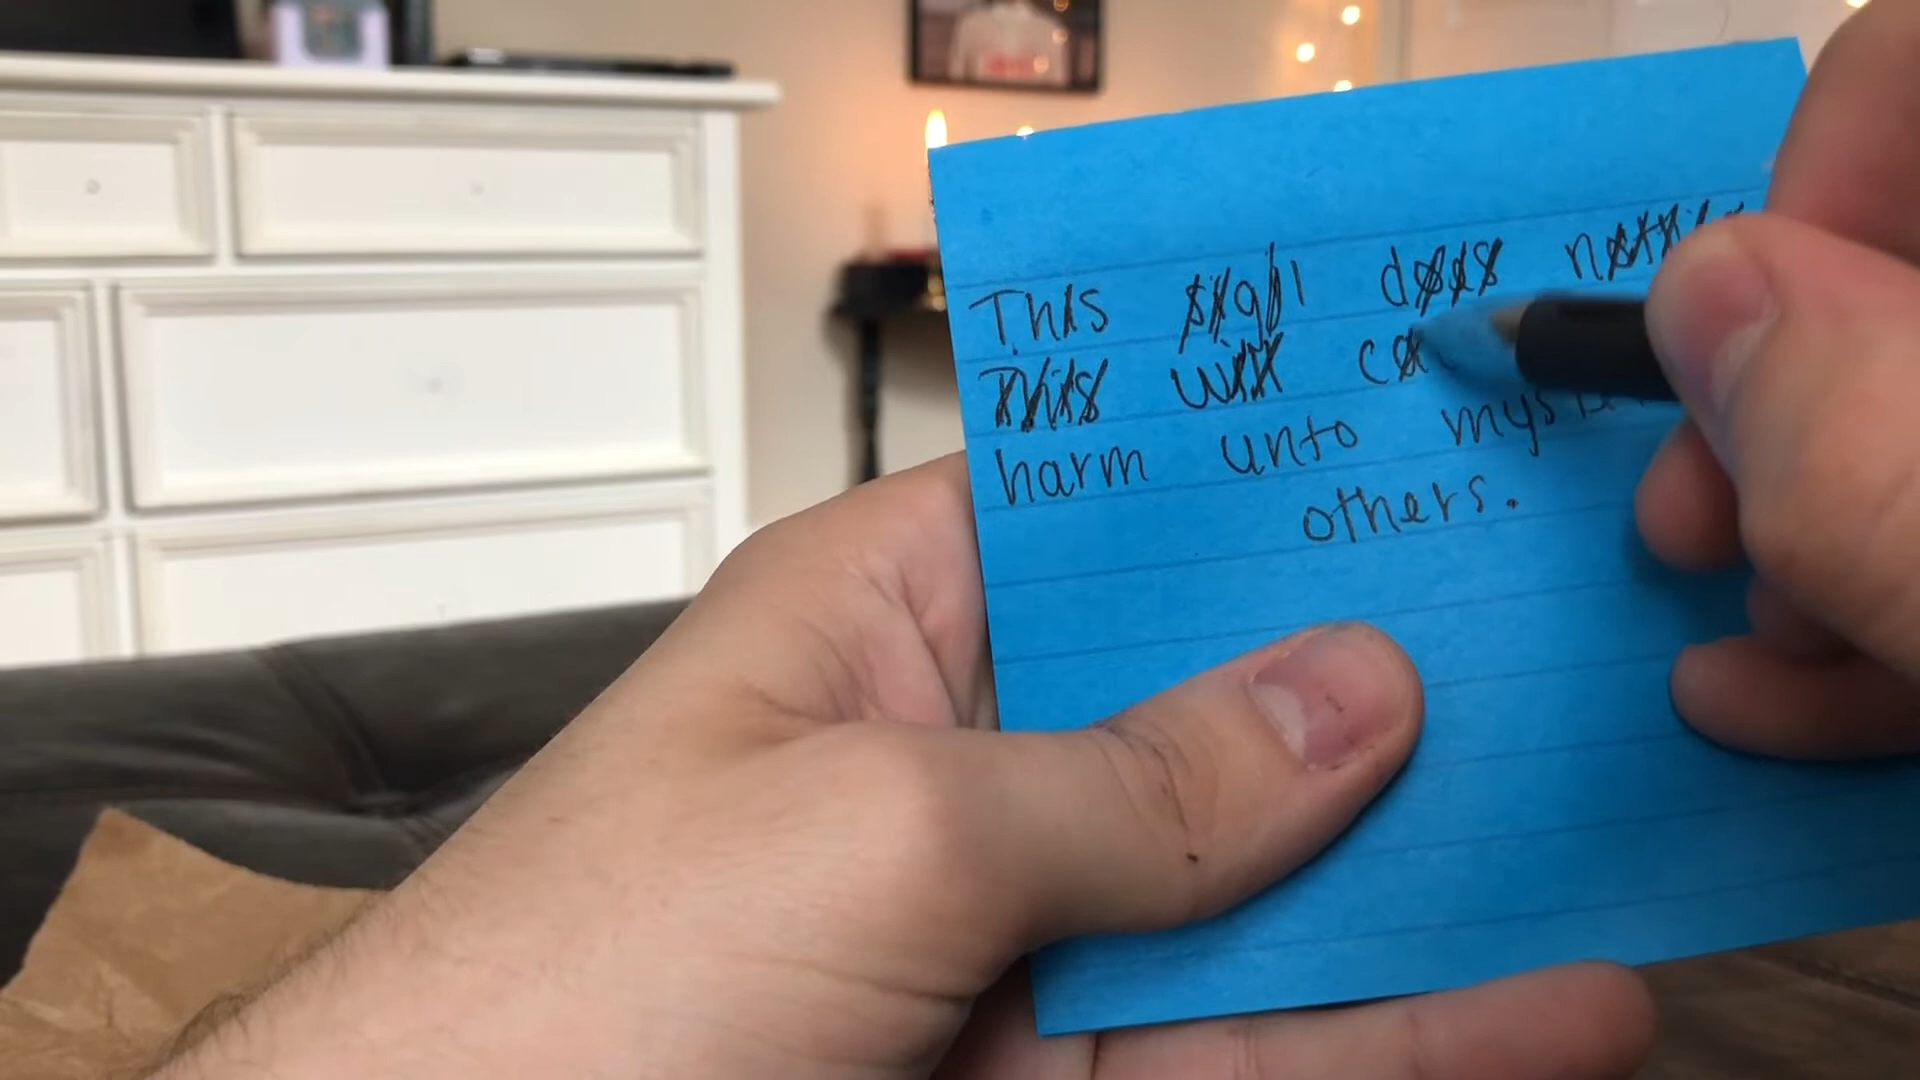 This sigil does
This will
harm unto
others.